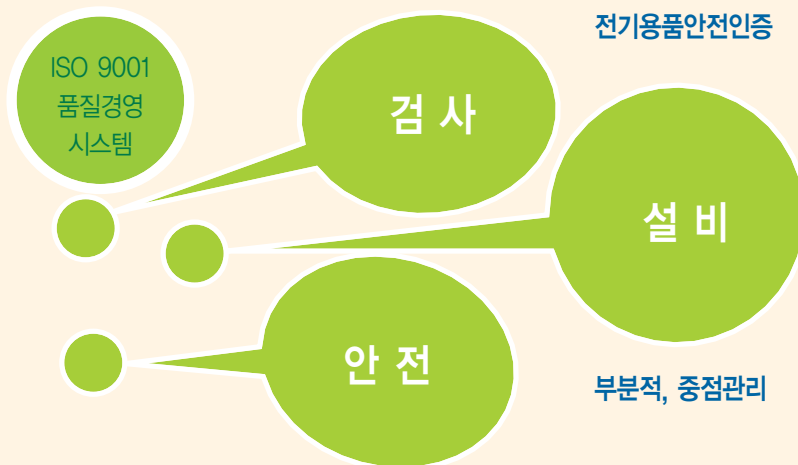 전기용품안전인증
ISO 9001
품질경영
시스템
검 사
설 비
안 전
부분적, 중점관리